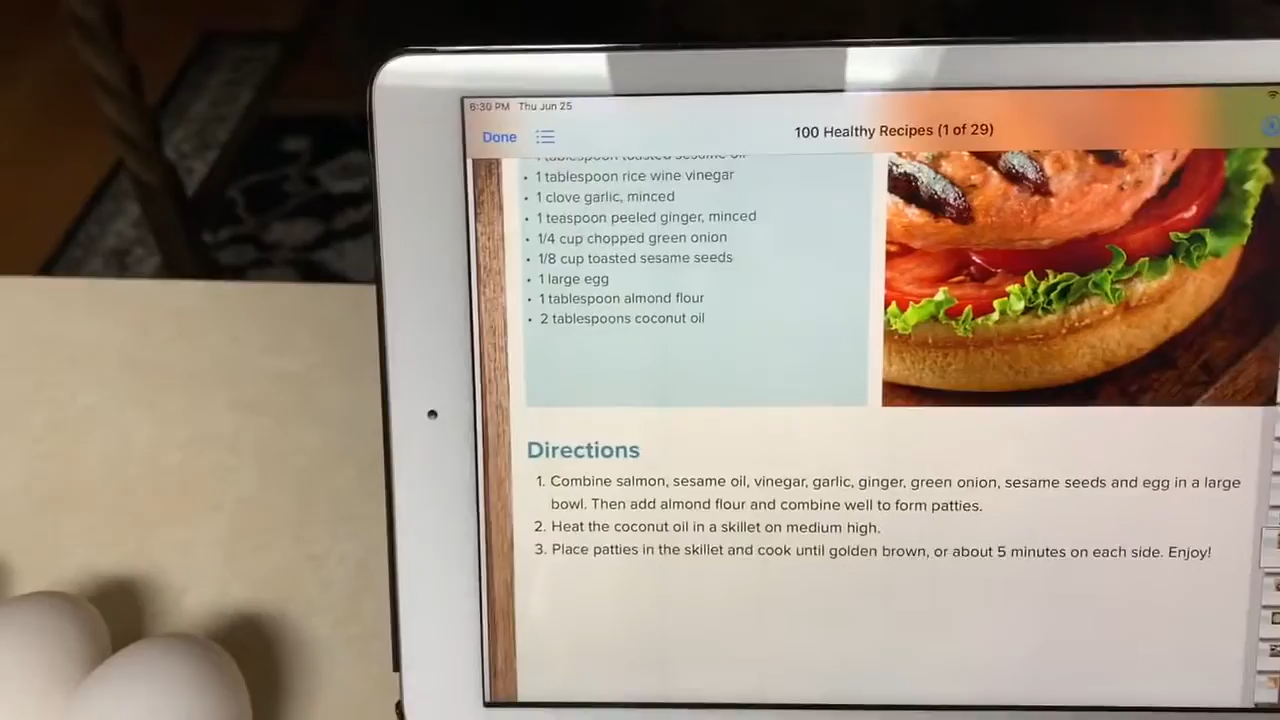 6:30 PM Thu Jun 25
Done
100 Healthy Recipes (1 of 29)
1 tablespoon toasted sesame oil
• 1 tablespoon rice wine vinegar
• 1 clove garlic, minced
• 1 teaspoon peeled ginger, minced
• 1/4 cup chopped green onion
• 1/8 cup toasted sesame seeds
• 1 large egg
• 1 tablespoon almond flour
• 2 tablespoons coconut oil
Directions
1. Combine salmon, sesame oil, vinegar, garlic, ginger, green onion, sesame seeds and egg in a large
bowl. Then add almond flour and combine well to form patties.
2. Heat the coconut oil in a skillet on medium high.
3. Place patties in the skillet and cook until golden brown, or about 5 minutes on each side. Enjoy!